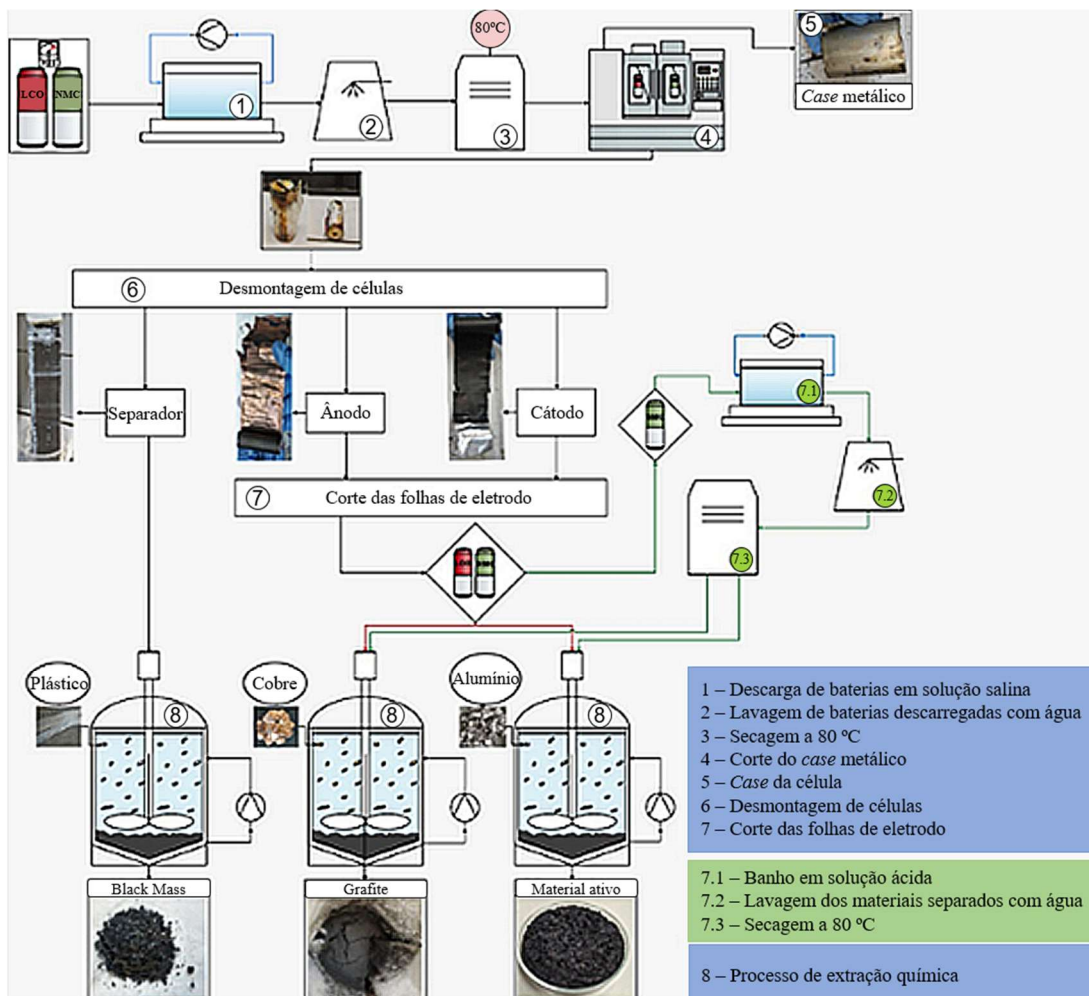 80ºC
LCO
NMC
1
2
3
4
5
Case metálico
6
Desmontagem de células
Separador
Ânodo
Cátodo
7.1
7.2
7.3
7
Corte das folhas de eletrodo
Plástico
Cobre
Alumínio
8
8
8
Black Mass
Grafite
Material ativo
1 – Descarga de baterias em solução salina
2 – Lavagem de baterias descarregadas com água
3 – Secagem a 80 ºC
4 – Corte do case metálico
5 – Case da célula
6 – Desmontagem de células
7 – Corte das folhas de eletrodo
7.1 – Banho em solução ácida
7.2 – Lavagem dos materiais separados com água
7.3 – Secagem a 80 ºC
8 – Processo de extração química